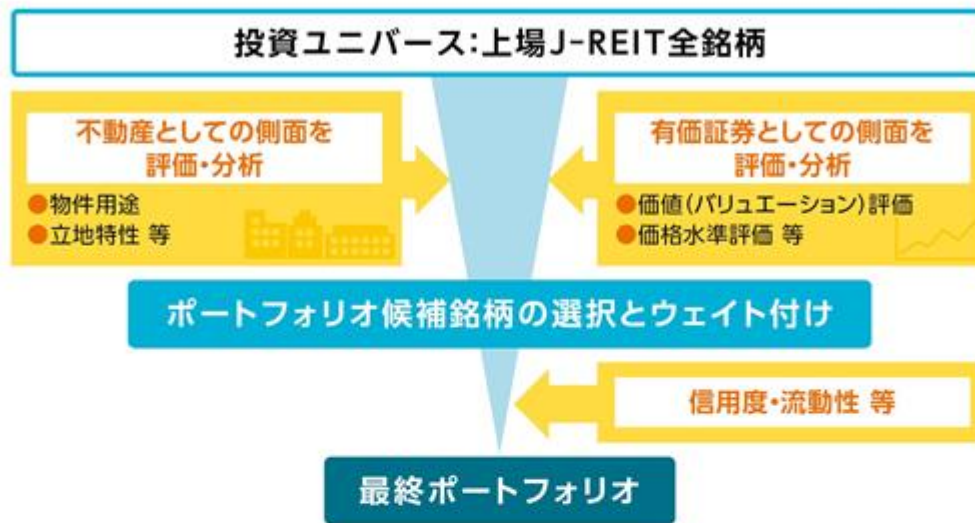 投資ユニバース:上場J-REIT全銘柄
不動産としての側面を
評価・分析
●物件用途
●立地特性 等
有価証券としての側面を
評価・分析
●価値(バリュエーション)評価
●価格水準評価 等
ポートフォリオ候補銘柄の選択とウェイト付け
信用度・流動性 等
最終ポートフォリオ